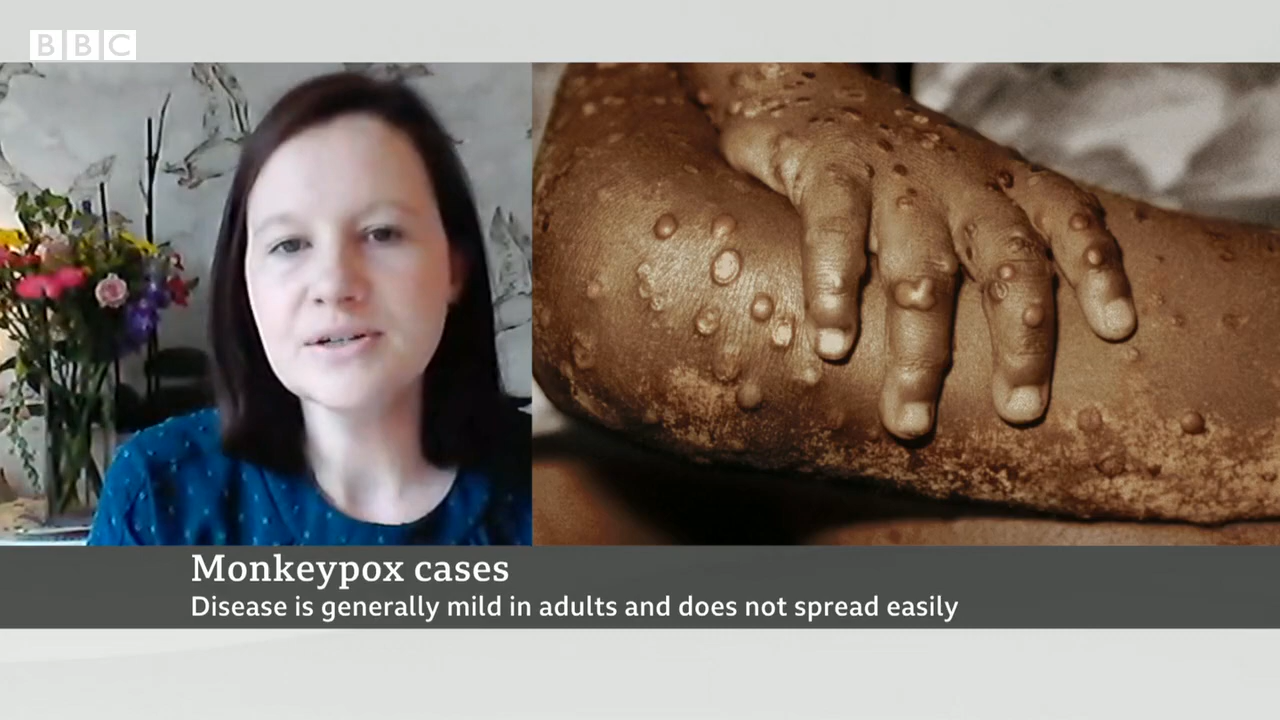 BBC
Monkeypox cases
Disease is generally mild in adults and does not spread easily